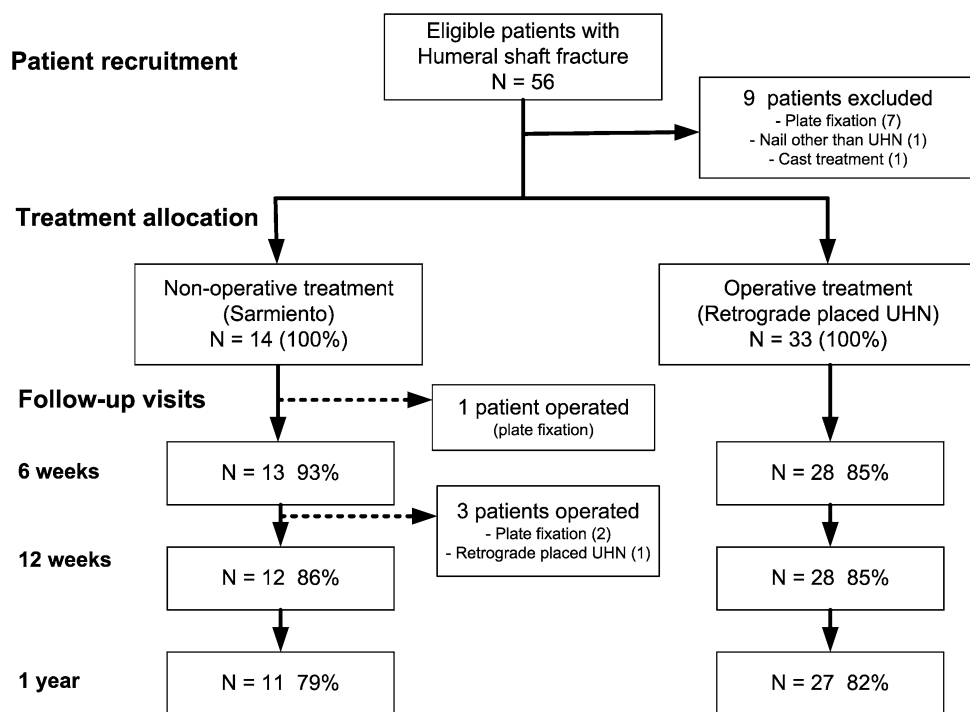 Eligible patients with
Humeral shaft fracture
N = 56
Patient recruitment
9 patients excluded
- Plate fixation (7)
- Nail other than UHN (1)
- Cast treatment (1)
Treatment allocation
Non-operative treatment
(Sarmiento)
N = 14 (100%)
Operative treatment
(Retrograde placed UHN)
N = 33 (100%)
Follow-up visits
1 patient operated
(plate fixation)
6 weeks
N = 13 93%
N = 28 85%
3 patients operated
- Plate fixation (2)
- Retrograde placed UHN (1)
12 weeks
N = 12 86%
N = 28 85%
1 year
N = 11 79%
N = 27 82%